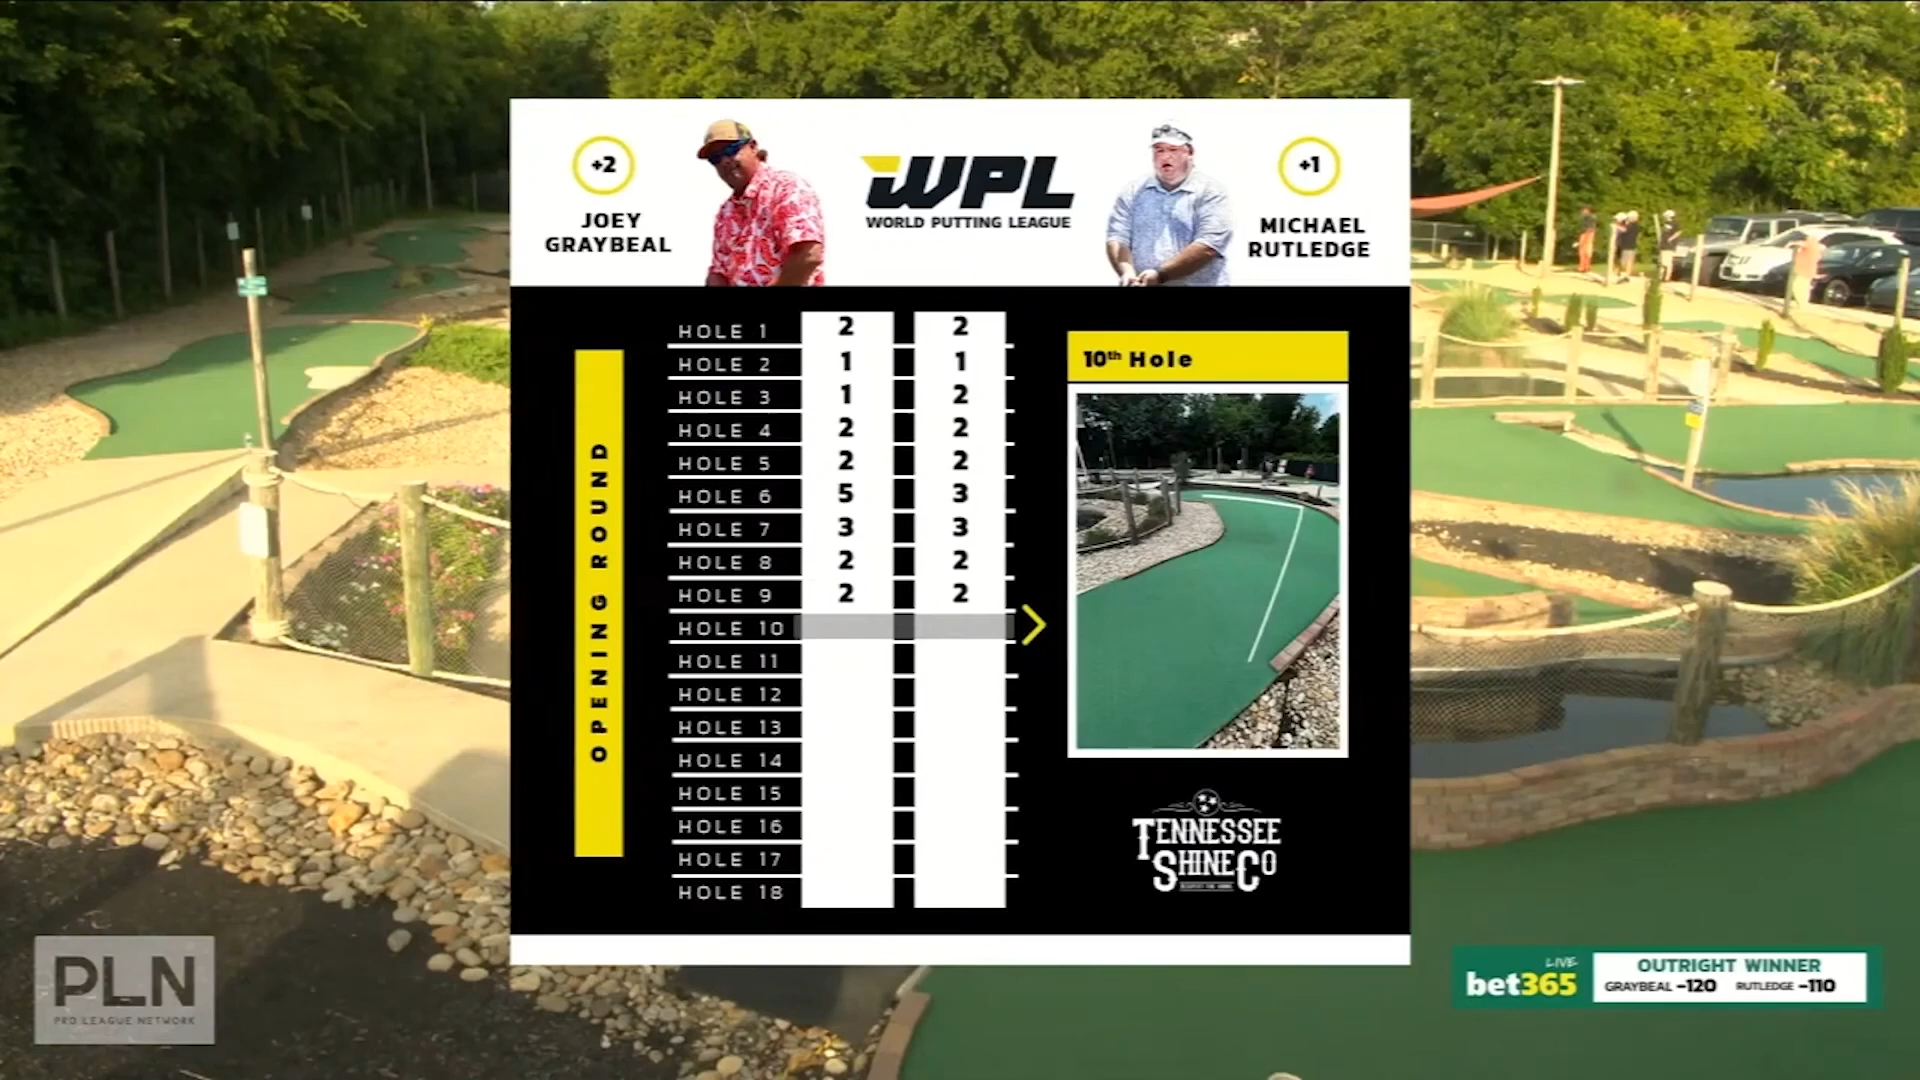 +2
JOEY
GRAYBEAL
WPL
WORLD PUTTING LEAGUE
+1
MICHAEL
RUTLEDGE
OPENING ROUND
HOLE 1 2 2
HOLE 2 1 1
HOLE 3 1 2
HOLE 4 2 2
HOLE 5 2 2
HOLE 6 5 3
HOLE 7 3 3
HOLE 8 2 2
HOLE 9 2 2
HOLE 10
HOLE 11
HOLE 12
HOLE 13
HOLE 14
HOLE 15
HOLE 16
HOLE 17
HOLE 18
10th Hole
TENNESSEE
SHINE CO
PLN
PRO LEAGUE NETWORK
LIVE
bet365
OUTRIGHT WINNER
GRAYBEAL -120 RUTLEDGE -110